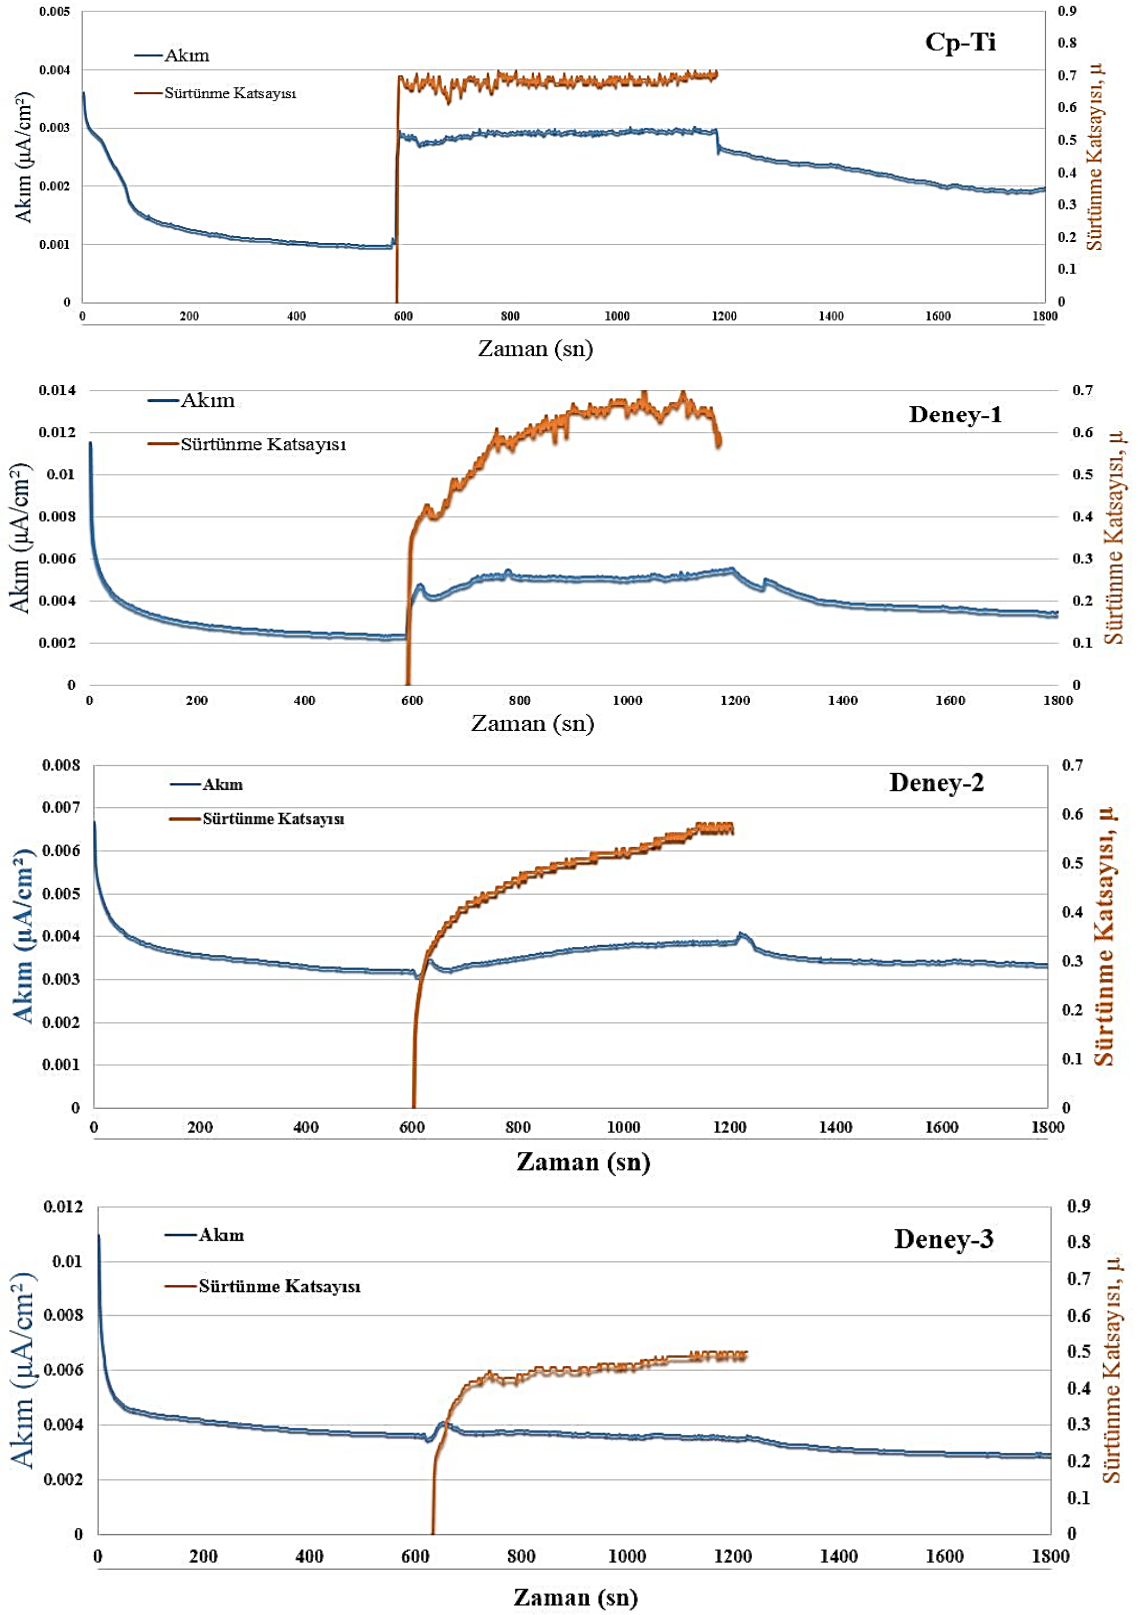 Cp-Ti
Akım
Sürtünme Katsayısı
Akım (µA/cm²)
0.005
0.004
0.003
0.002
0.001
0
0.9
0.8
0.7
0.6
0.5
0.4
0.3
0.2
0.1
0
Sürtünme Katsayısı, µ
0 200 400 600 800 1000 1200 1400 1600 1800
Zaman (sn)
Deney-1
Akım
Sürtünme Katsayısı
Akım (µA/cm²)
0.014
0.012
0.01
0.008
0.006
0.004
0.002
0
0.7
0.6
0.5
0.4
0.3
0.2
0.1
0
Sürtünme Katsayısı, µ
0 200 400 600 800 1000 1200 1400 1600 1800
Zaman (sn)
Deney-2
Akım
Sürtünme Katsayısı
Akım (µA/cm²)
0.008
0.007
0.006
0.005
0.004
0.003
0.002
0.001
0
0.7
0.6
0.5
0.4
0.3
0.2
0.1
0
Sürtünme Katsayısı, µ
0 200 400 600 800 1000 1200 1400 1600 1800
Zaman (sn)
Deney-3
Akım
Sürtünme Katsayısı
Akım (µA/cm²)
0.012
0.01
0.008
0.006
0.004
0.002
0
0.9
0.8
0.7
0.6
0.5
0.4
0.3
0.2
0.1
0
Sürtünme Katsayısı, µ
0 200 400 600 800 1000 1200 1400 1600 1800
Zaman (sn)